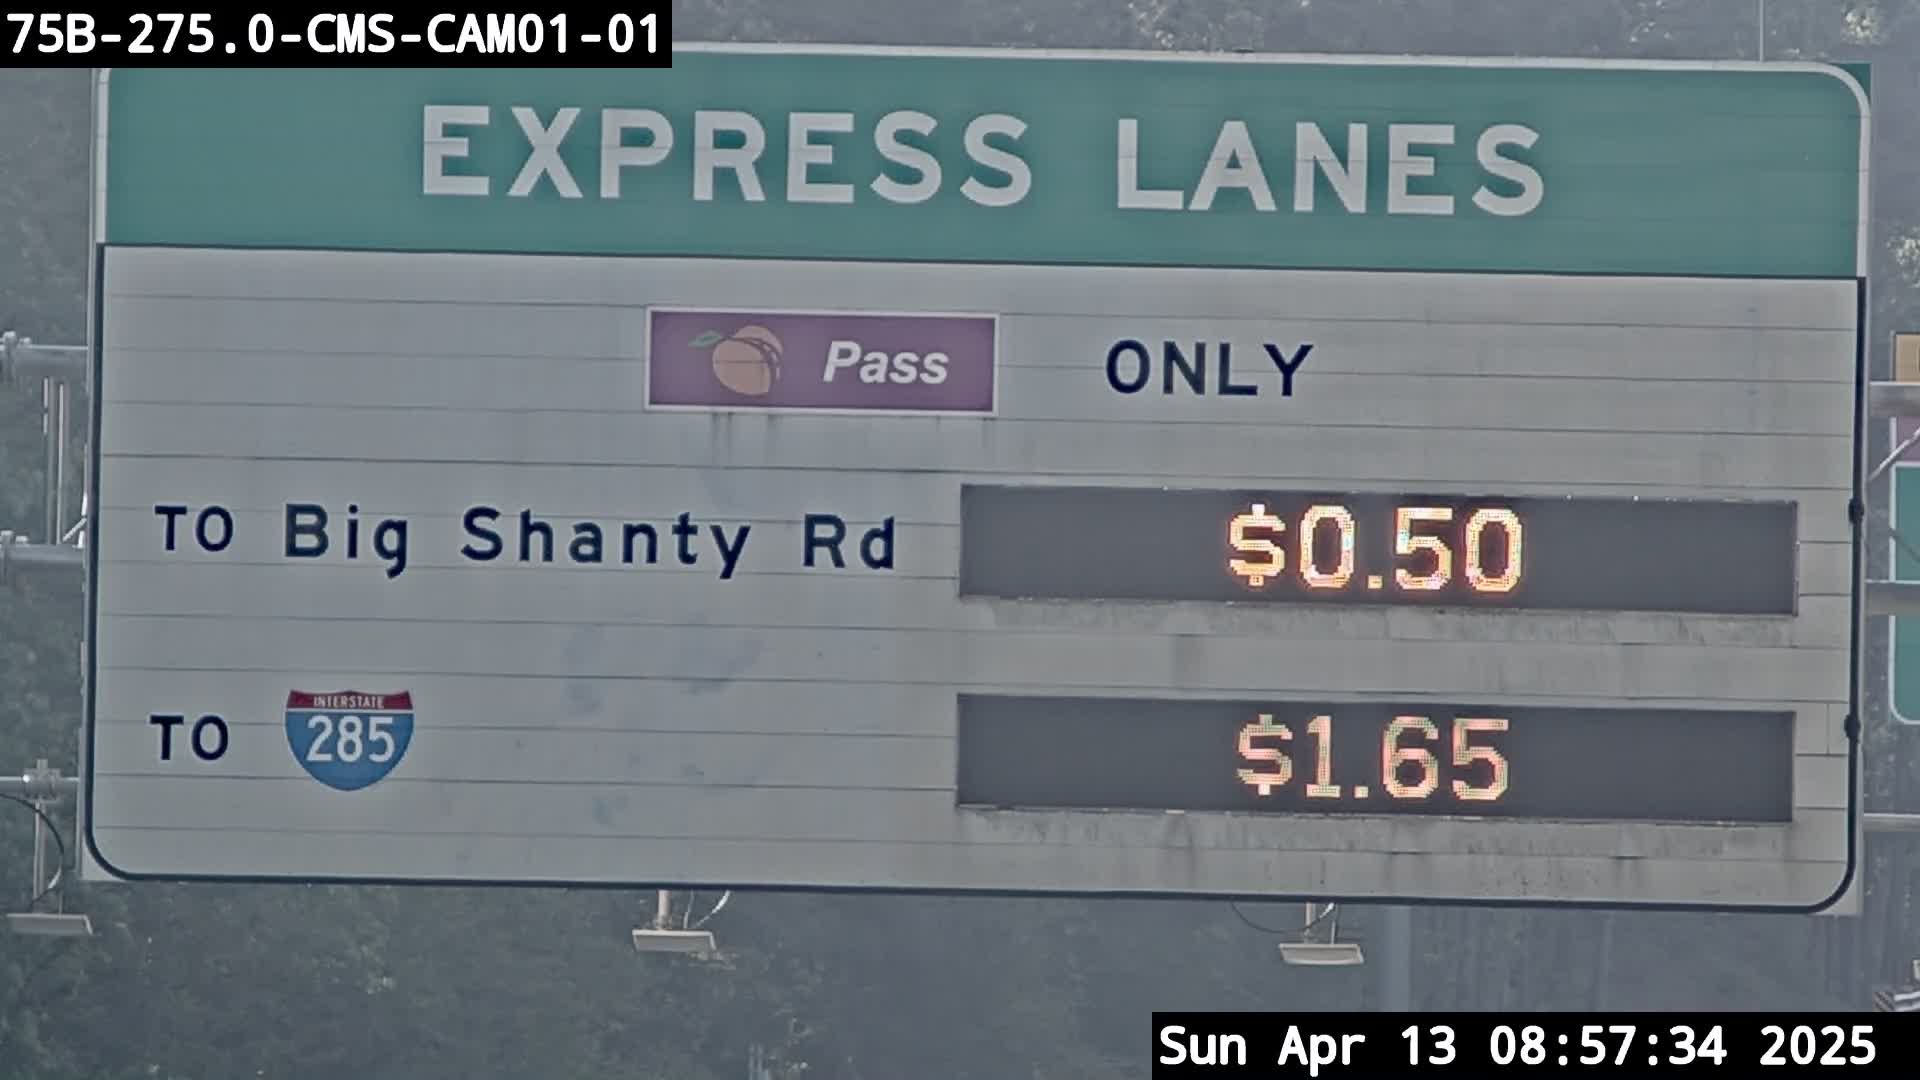 75B-275.0-CMS-CAM01-01
EXPRESS LANES
Pass ONLY
TO Big Shanty Rd $0.50
INTERSTATE
TO 285 $1.65
Sun Apr 13 08:57:34 2025